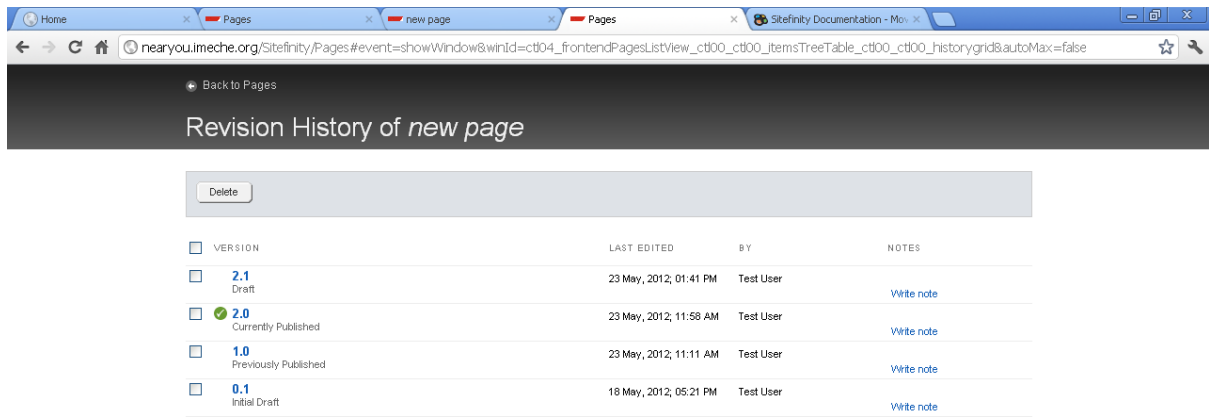 Home Pages new page Pages Sitefinity Documentation - Mov
nearyou.imeche.org/Sitefinity/Pages#event=showWindow&winId=ctl04_frontendPagesListView_ctl00_ctl00_itemsTreeTable_ctl00_ctl00_historygrid&autoMax=false
Back to Pages
Revision History of new page
Delete
VERSION LAST EDITED BY NOTES
2.1 23 May, 2012; 01:41 PM Test User
Draft
Write note
2.0 23 May, 2012; 11:58 AM Test User
Currently Published
Write note
1.0 23 May, 2012; 11:11 AM Test User
Previously Published
Write note
0.1 18 May, 2012; 05:21 PM Test User
Initial Draft
Write note